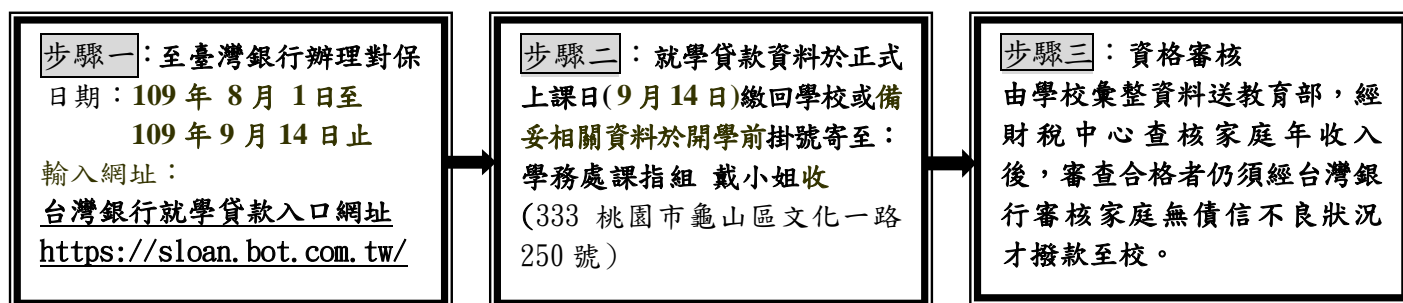 步驟一：至臺灣銀行辦理對保
日期：109 年 8 月 1日至
109 年 9 月 14 日止
輸入網址：
台灣銀行就學貸款入口網址
https://sloan.bot.com.tw/
步驟二：就學貸款資料於正式
上課日(9 月 14 日)繳回學校或備
妥相關資料於開學前掛號寄至：
學務處課指組 戴小姐收
(333 桃園市龜山區文化一路
250 號)
步驟三：資格審核
由學校彙整資料送教育部，經
財稅中心查核家庭年收入
後，審查合格者仍須經台灣銀
行審核家庭無債信不良狀況
才撥款至校。